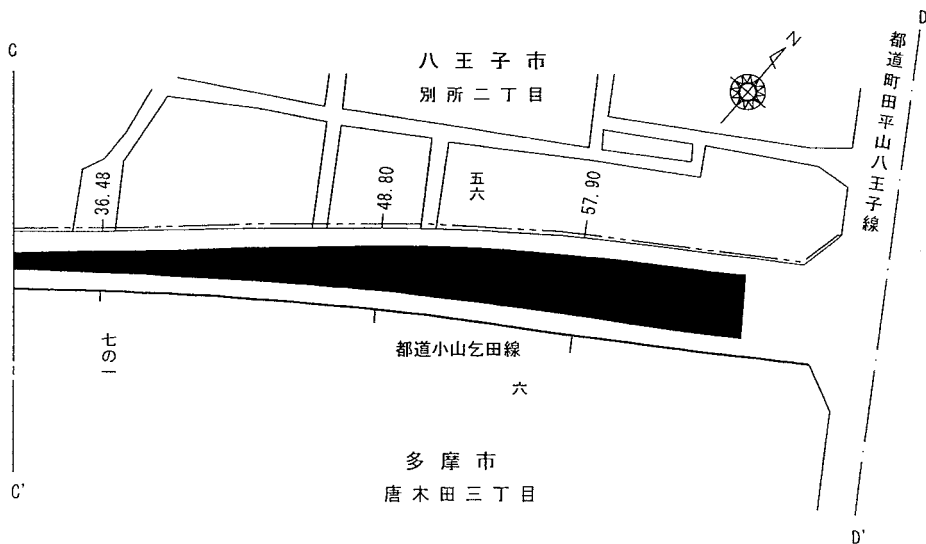 C
D
八王子市
別所二丁目
N
都道町田平山八王子線
36.48
48.80
五六
57.90
七の一
都道小山乞田線
六
多摩市
唐木田三丁目
C'
D'